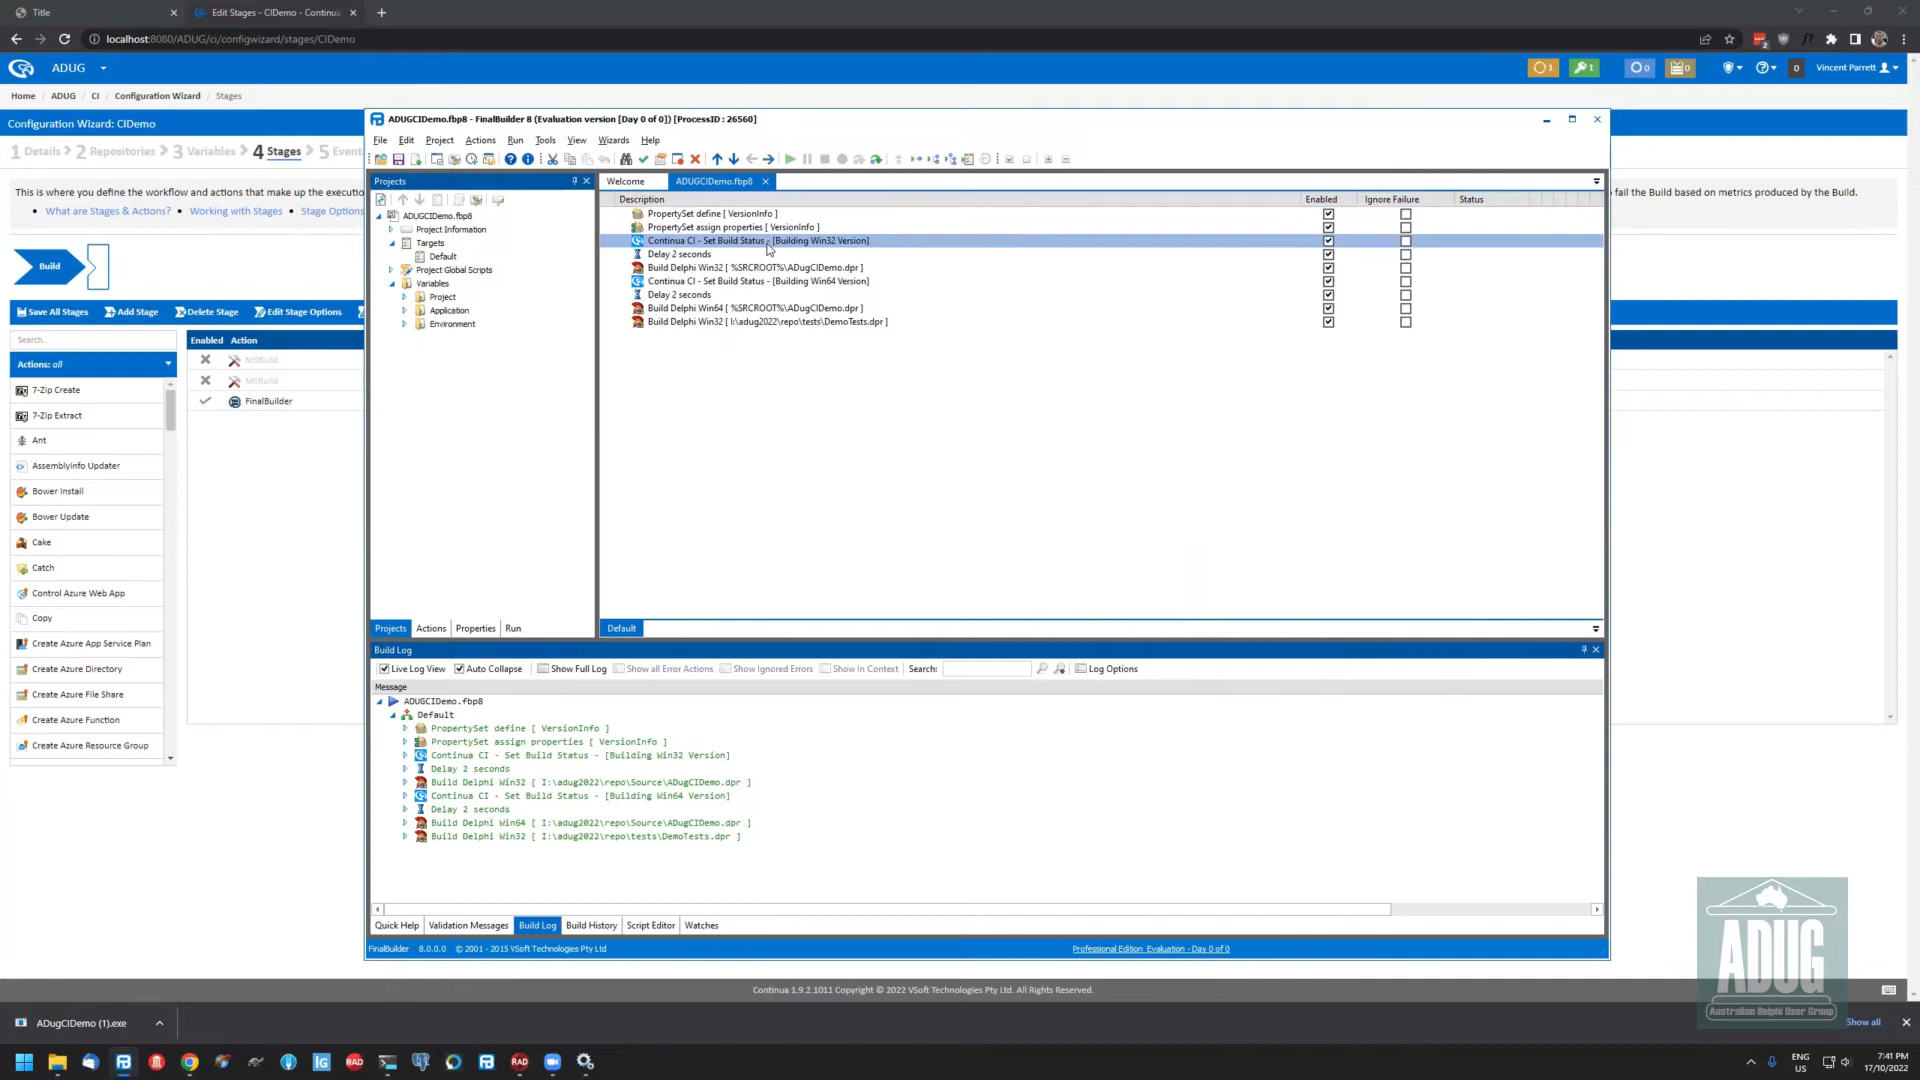 Title
Edit Stages - CIDemo - Continua
localhost:8080/ADUG/ci/configwizard/stages/CIDemo
2
ADUG
1
1
0
0
0
Vincent Parrett
Home / ADUG / CI / Configuration Wizard / Stages
Configuration Wizard: CIDemo
1 Details 2 Repositories 3 Variables 4 Stages 5 Event
This is where you define the workflow and actions that make up the executio
o fail the Build based on metrics produced by the Build.
What are Stages & Actions?
Working with Stages
Stage Options
Build
Save All Stages
Add Stage
Delete Stage
Edit Stage Options
Search...
Enabled Action
Actions: all
MSBuild
MSBuild
FinalBuilder
7-Zip Create
7-Zip Extract
Ant
AssemblyInfo Updater
Bower Install
Bower Update
Cake
Catch
Control Azure Web App
Copy
Create Azure App Service Plan
Create Azure Directory
Create Azure File Share
Create Azure Function
Create Azure Resource Group
ADUGCIDemo.fbp8 - FinalBuilder 8 (Evaluation version [Day 0 of 0]) [ProcessID : 26560]
File Edit Project Actions Run Tools View Wizards Help
Projects
Welcome
ADUGCIDemo.fbp8
Description Enabled Ignore Failure Status
ADUGCIDemo.fbp8
Project Information
Targets
Default
Project Global Scripts
Variables
Project
Application
Environment
PropertySet define [ VersionInfo ]
PropertySet assign properties [ VersionInfo ]
Continua CI - Set Build Status - [Building Win32 Version]
Delay 2 seconds
Build Delphi Win32 [ %SRCROOT%\ADugCIDemo.dpr ]
Continua CI - Set Build Status - [Building Win64 Version]
Delay 2 seconds
Build Delphi Win64 [ %SRCROOT%\ADugCIDemo.dpr ]
Build Delphi Win32 [ I:\adug2022\repo\tests\DemoTests.dpr ]
Projects Actions Properties Run
Default
Build Log
Live Log View
Auto Collapse
Show Full Log
Show all Error Actions
Show Ignored Errors
Show In Context
Search:
Log Options
Message
ADUGCIDemo.fbp8
Default
PropertySet define [ VersionInfo ]
PropertySet assign properties [ VersionInfo ]
Continua CI - Set Build Status - [Building Win32 Version]
Delay 2 seconds
Build Delphi Win32 [ I:\adug2022\repo\Source\ADugCIDemo.dpr ]
Continua CI - Set Build Status - [Building Win64 Version]
Delay 2 seconds
Build Delphi Win64 [ I:\adug2022\repo\Source\ADugCIDemo.dpr ]
Build Delphi Win32 [ I:\adug2022\repo\tests\DemoTests.dpr ]
Quick Help Validation Messages Build Log Build History Script Editor Watches
FinalBuilder 8.0.0.0 © 2001 - 2015 VSoft Technologies Pty Ltd
Professional Edition Evaluation - Day 0 of 0
Continua 1.9.2.1011 Copyright © 2022 VSoft Technologies Pty Ltd. All Rights Reserved.
ADUG
Australian Delphi User Group
ADugCIDemo (1).exe
Show all
IG
RAD
RAD
ENG
US
7:41 PM
17/10/2022